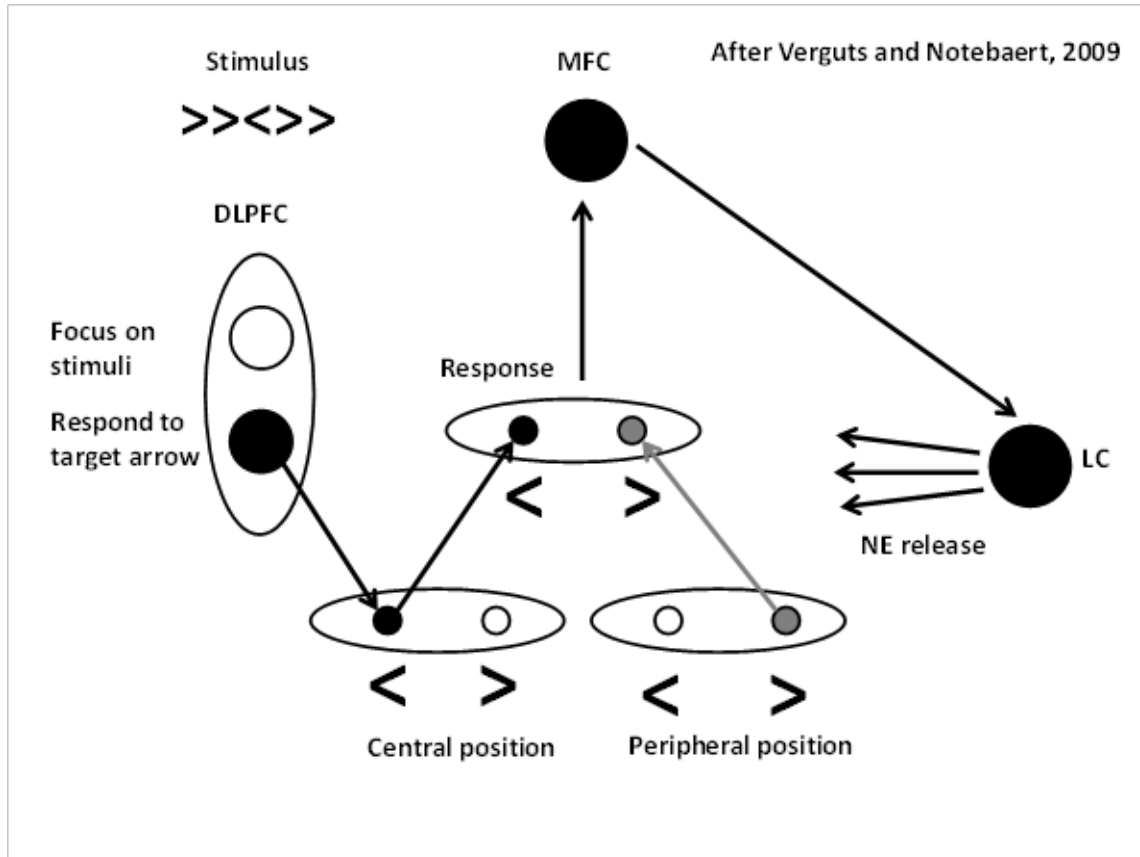 Stimulus
>><>>
MFC
After Verguts and Notebaert, 2009
DLPFC
Focus on
stimuli
Respond to
target arrow
Response
< >
LC
NE release
< >
Central position
< >
Peripheral position